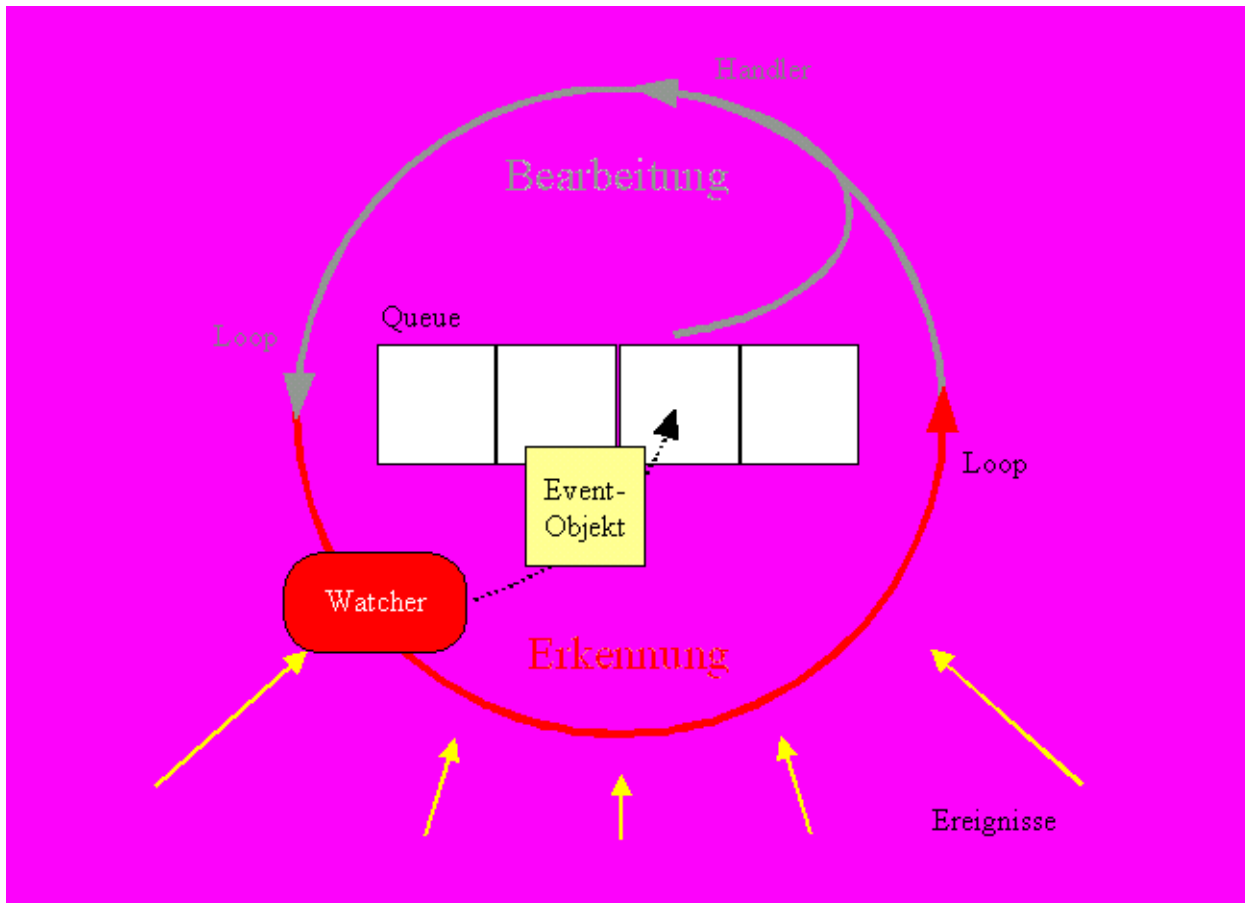 Handler
Bearbeitung
Queue
Loop
Loop
Event-
Objekt
Watcher
Erkennung
Ereignisse